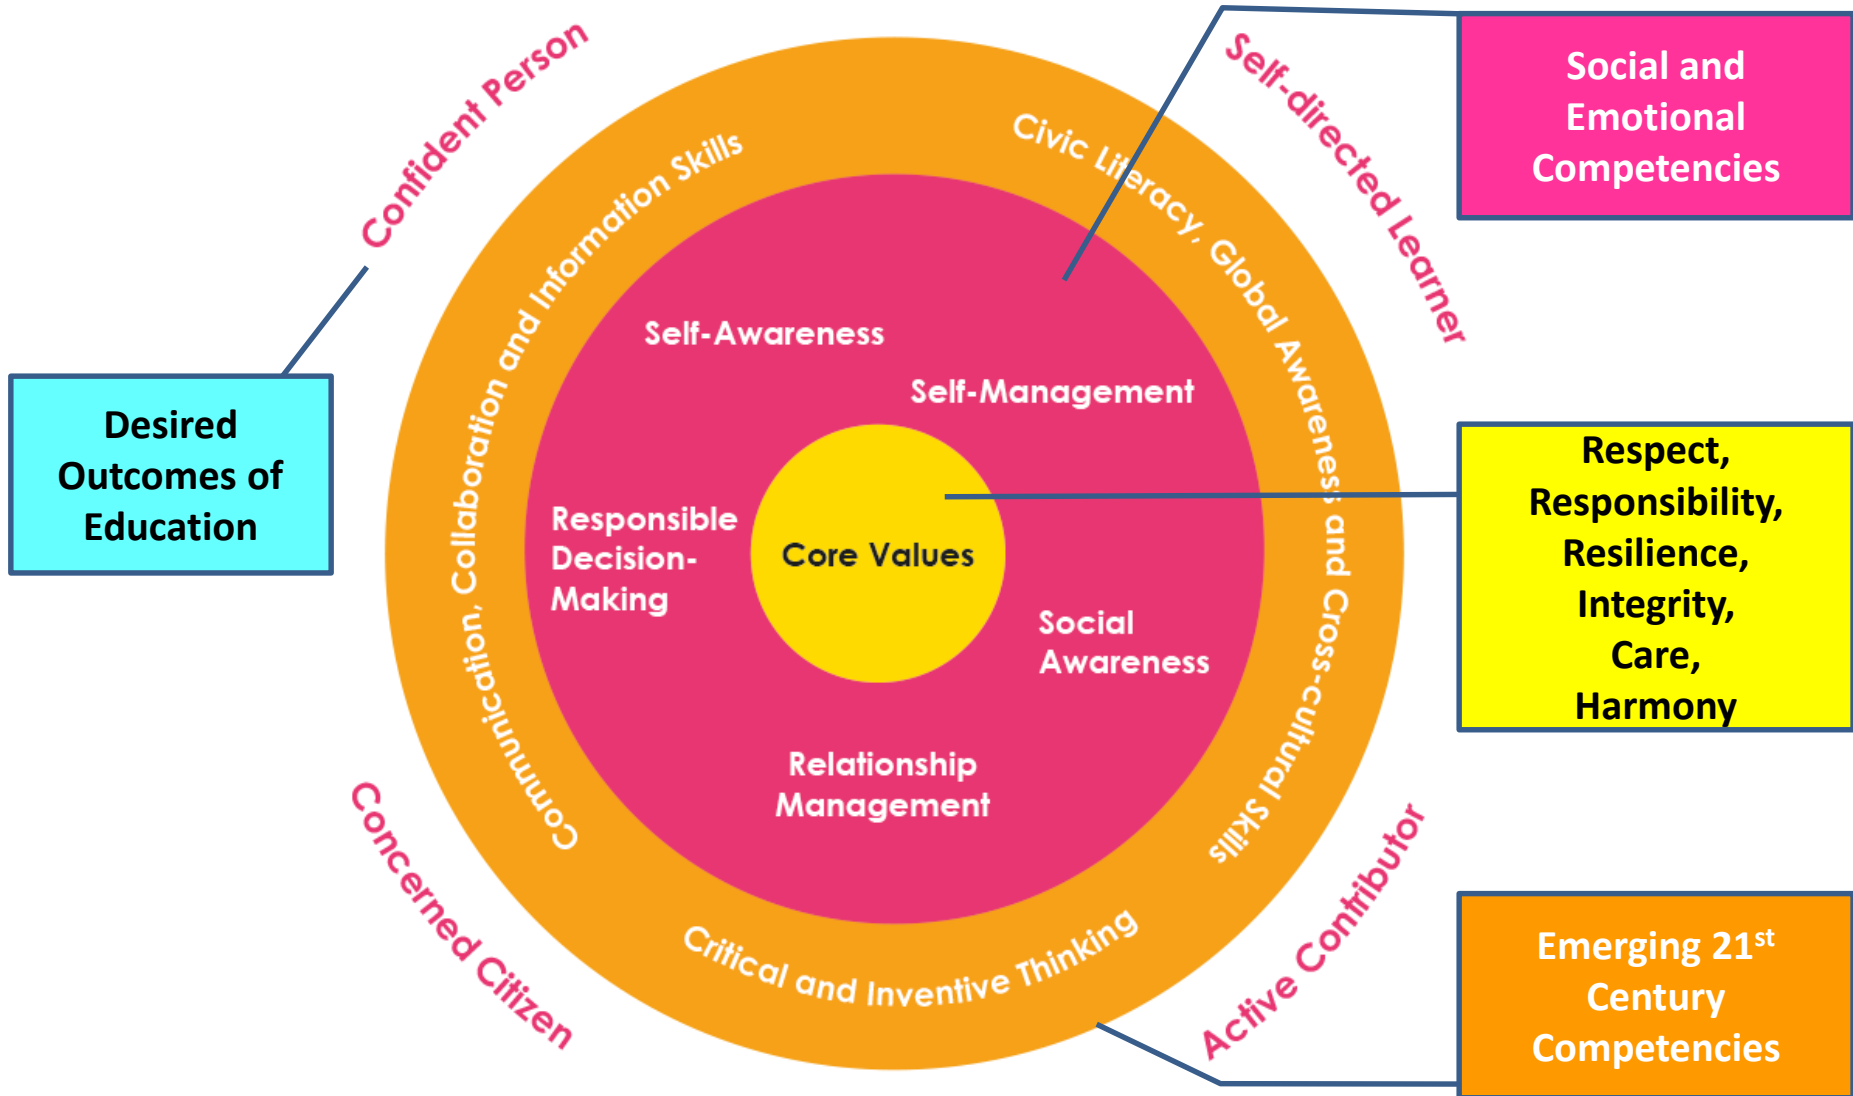 Confident Person
Self-directed Learner
Social and
Emotional
Competencies
Communication, Collaboration and Information Skills
Civic Literacy, Global Awareness and Cross-cultural Skills
Self-Awareness
Self-Management
Desired
Outcomes of
Education
Responsible
Decision-
Making
Core Values
Respect,
Responsibility,
Resilience,
Integrity,
Care,
Harmony
Social
Awareness
Relationship
Management
Critical and Inventive Thinking
Concerned Citizen
Active Contributor
Emerging 21st
Century
Competencies